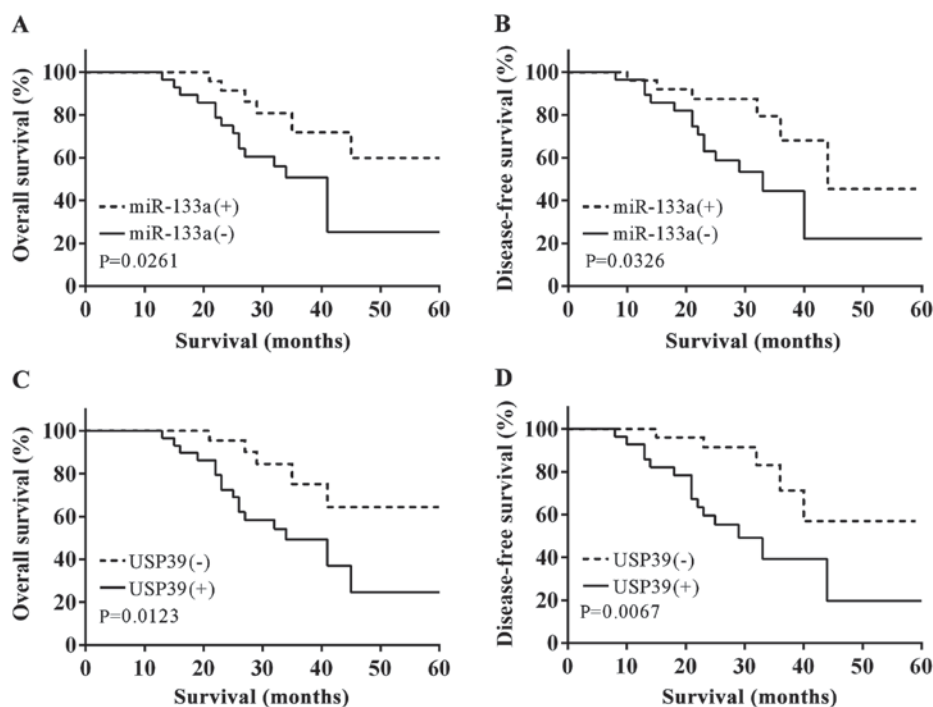 A
Overall survival (%)
100
80
60
40
20
0
miR-133a(+)
miR-133a(-)
P=0.0261
0 10 20 30 40 50 60
Survival (months)
B
Disease-free survival (%)
100
80
60
40
20
0
miR-133a(+)
miR-133a(-)
P=0.0326
0 10 20 30 40 50 60
Survival (months)
C
Overall survival (%)
100
80
60
40
20
0
USP39(-)
USP39(+)
P=0.0123
0 10 20 30 40 50 60
Survival (months)
D
Disease-free survival (%)
100
80
60
40
20
0
USP39(-)
USP39(+)
P=0.0067
0 10 20 30 40 50 60
Survival (months)